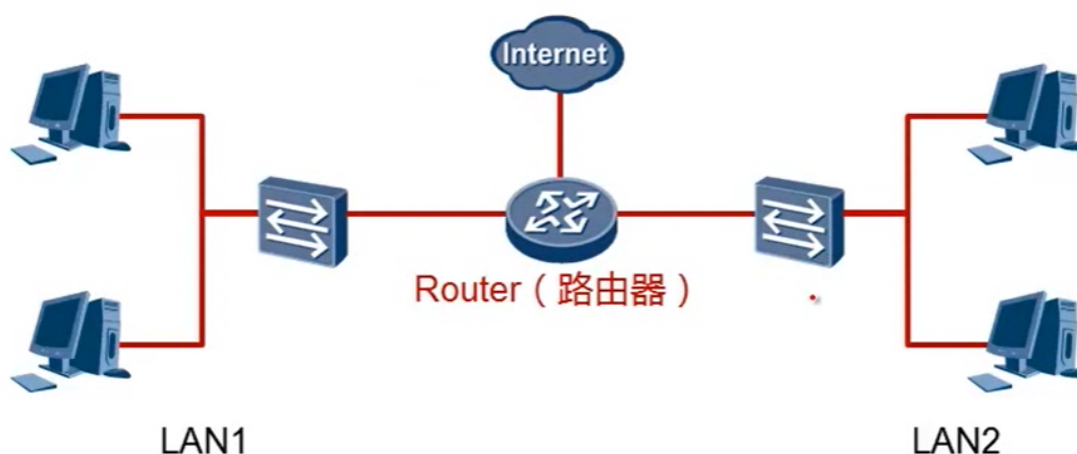 Internet
Router（路由器）
LAN1
LAN2